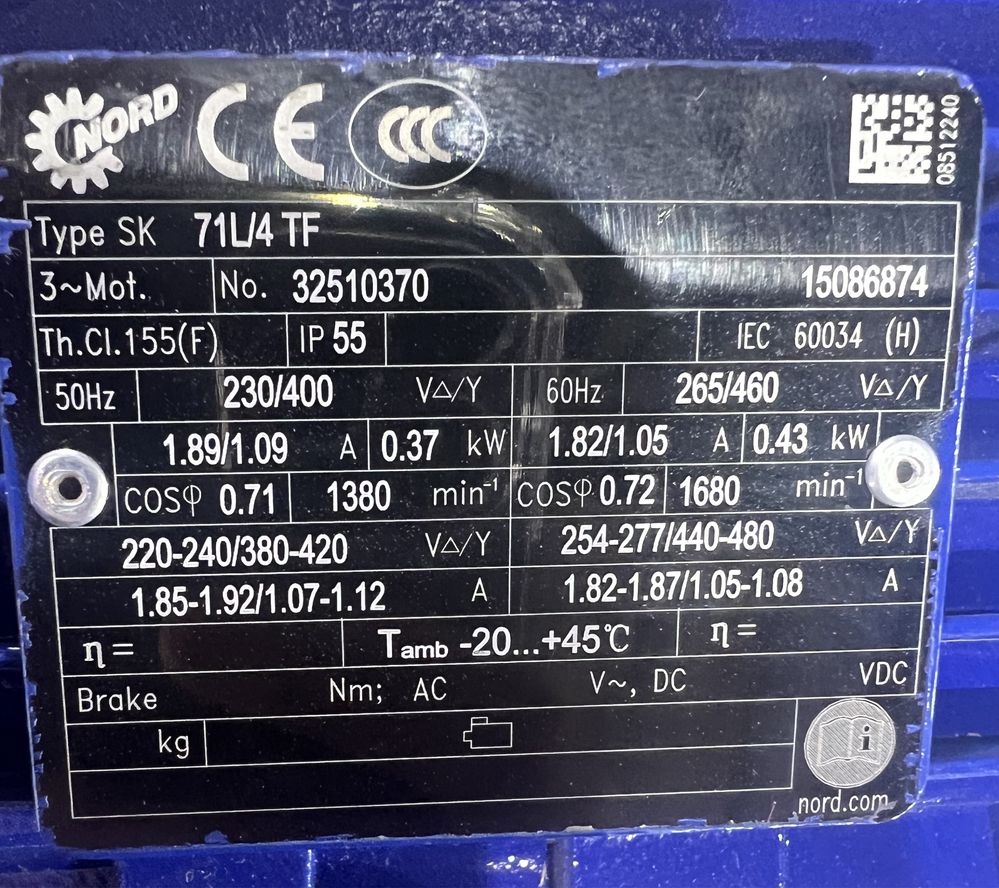 NORD CE CCC
08512240
Type SK 71L/4 TF
3~Mot. No. 32510370 15086874
Th.Cl.155(F) IP 55 IEC 60034 (H)
50Hz 230/400 V△/Y 60Hz 265/460 V△/Y
1.89/1.09 A 0.37 kW 1.82/1.05 A 0.43 kW
COSφ 0.71 1380 min⁻¹ COSφ 0.72 1680 min⁻¹
220-240/380-420 V△/Y 254-277/440-480 V△/Y
1.85-1.92/1.07-1.12 A 1.82-1.87/1.05-1.08 A
η= Tamb -20...+45℃ η=
Brake Nm; AC V~, DC VDC
kg
i
nord.com